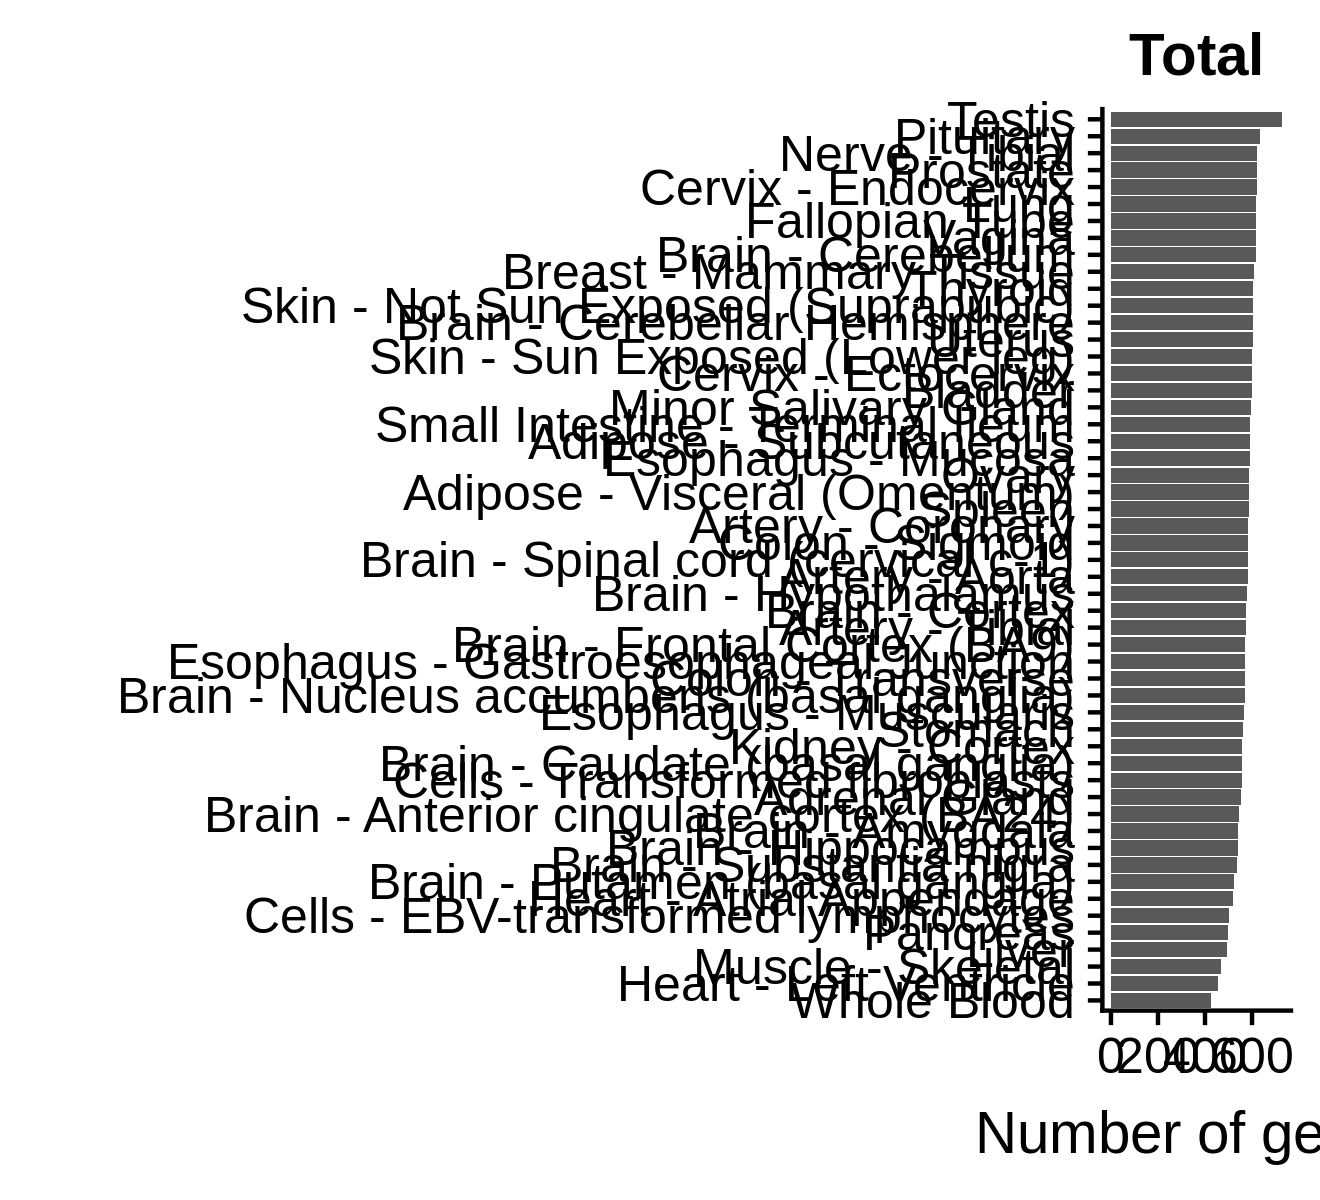 Total
Testis
Pituitary
Nerve - Tibial
Prostate
Cervix - Endocervix
Lung
Fallopian Tube
Vagina
Brain - Cerebellum
Breast - Mammary Tissue
Thyroid
Skin - Not Sun Exposed (Suprapubic)
Brain - Cerebellar Hemisphere
Uterus
Skin - Sun Exposed (Lower leg)
Cervix - Ectocervix
Bladder
Minor Salivary Gland
Small Intestine - Terminal Ileum
Adipose - Subcutaneous
Esophagus - Mucosa
Ovary
Adipose - Visceral (Omentum)
Spleen
Artery - Coronary
Colon - Sigmoid
Brain - Spinal cord (cervical c-1)
Artery - Aorta
Brain - Hypothalamus
Brain - Cortex
Artery - Tibial
Brain - Frontal Cortex (BA9)
Esophagus - Gastroesophageal Junction
Colon - Transverse
Brain - Nucleus accumbens (basal ganglia)
Esophagus - Muscularis
Stomach
Kidney - Cortex
Brain - Caudate (basal ganglia)
Cells - Transformed fibroblasts
Adrenal Gland
Brain - Anterior cingulate cortex (BA24)
Brain - Amygdala
Brain - Hippocampus
Brain - Substantia nigra
Brain - Putamen (basal ganglia)
Heart - Atrial Appendage
Cells - EBV-transformed lymphocytes
Pancreas
Liver
Muscle - Skeletal
Heart - Left Ventricle
Whole Blood
0 200 400 600
Number of ge